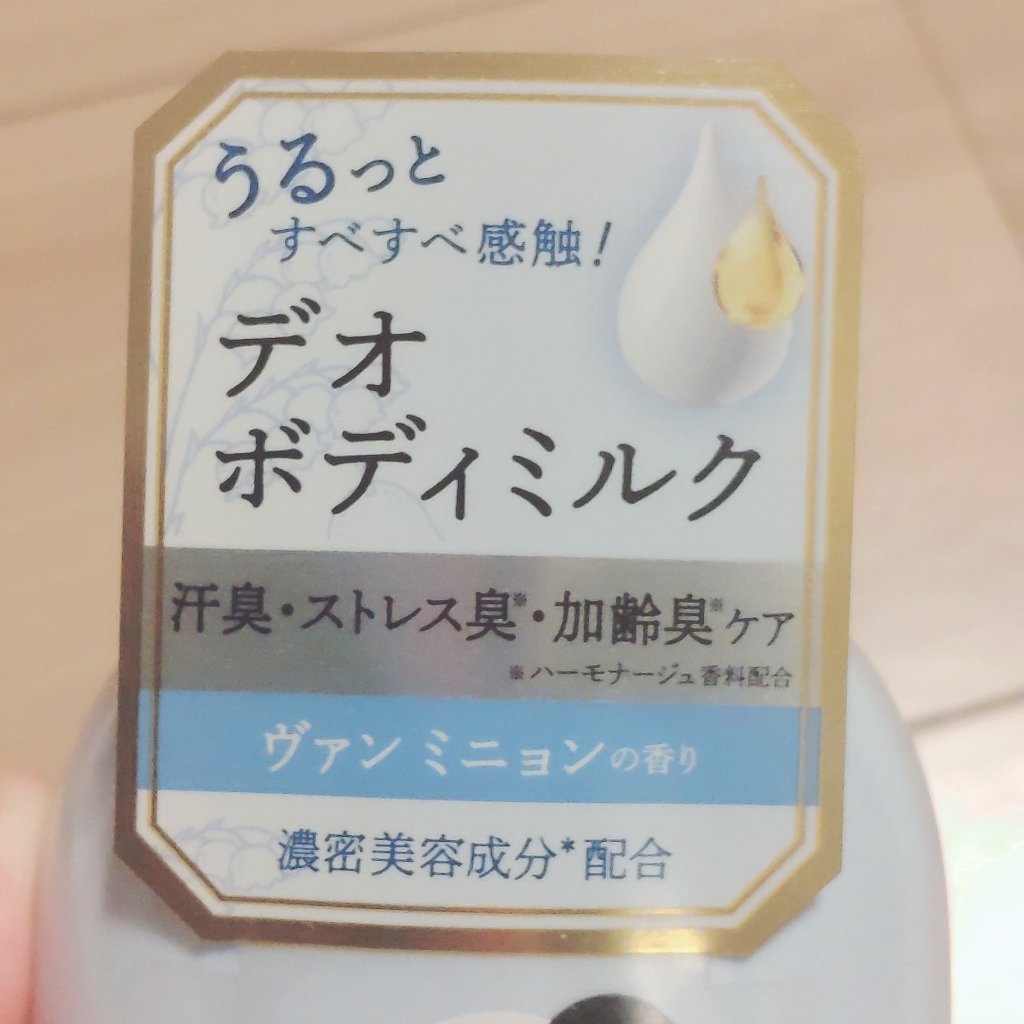 うるっと
すべすべ感触!
デオ
ボディミルク
汗臭・ストレス臭※・加齢臭※ケア
※ハーモナージュ香料配合
ヴァン ミニョンの香り
濃密美容成分*配合